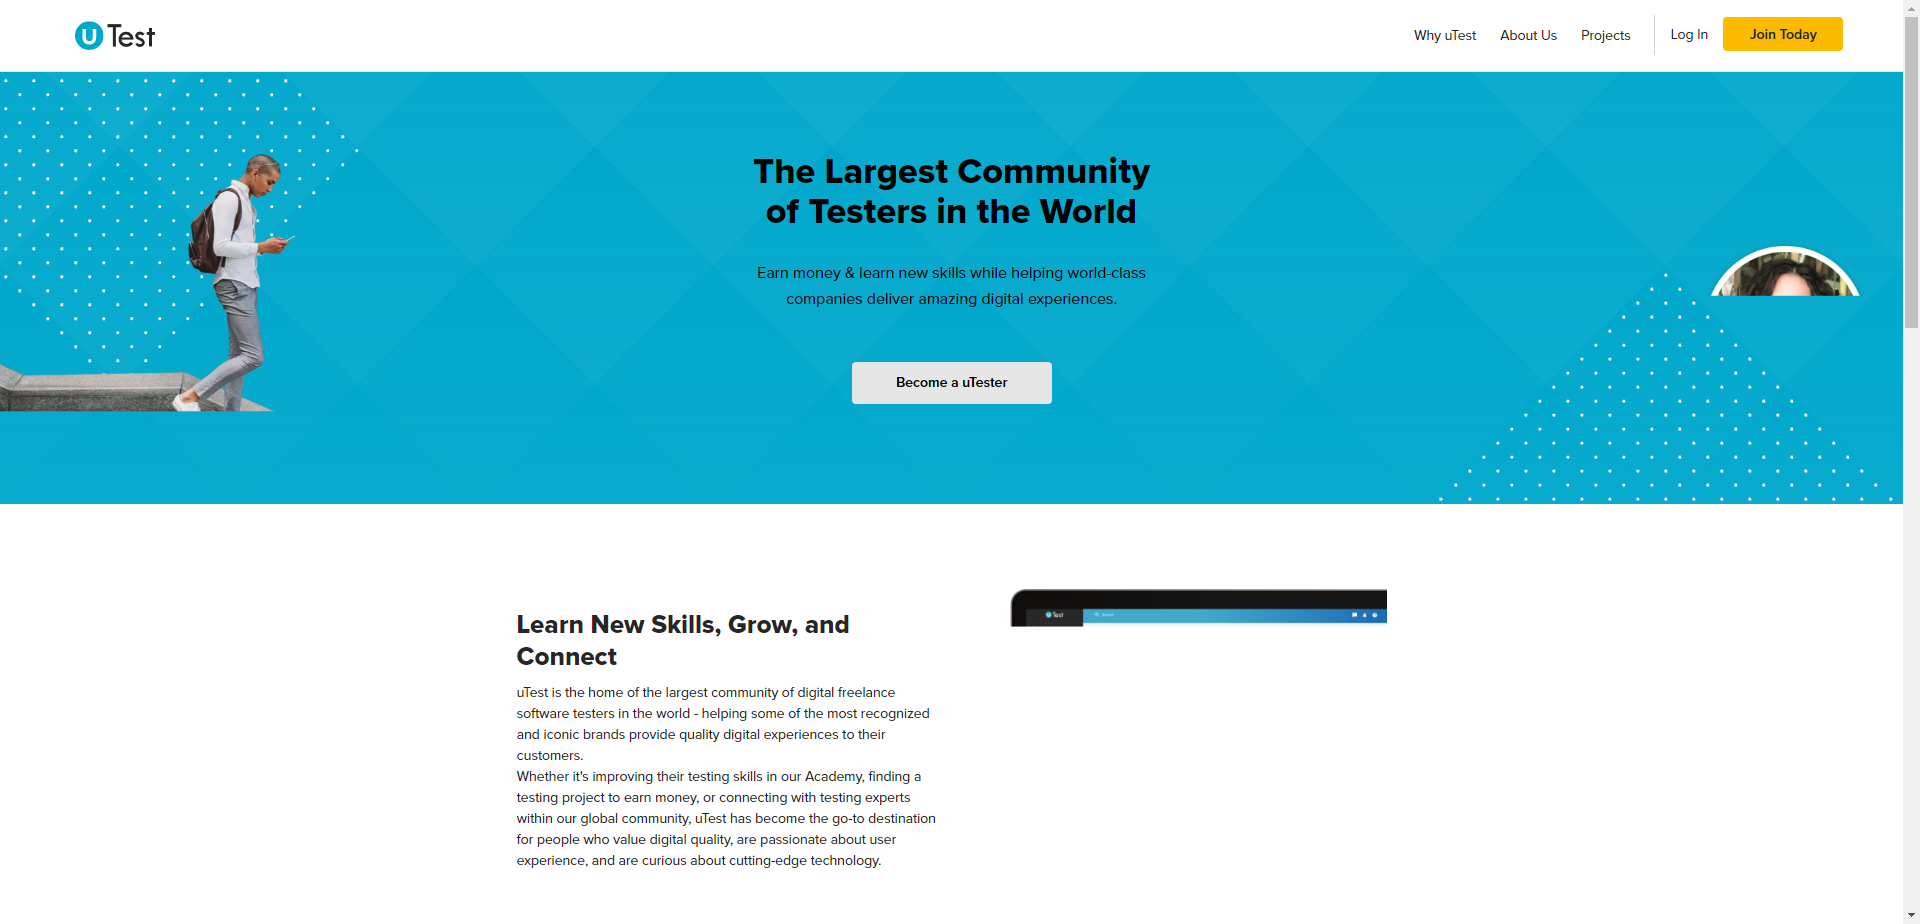 uTest
Why uTest
About Us
Projects
Log In
Join Today
The Largest Community
of Testers in the World
Earn money & learn new skills while helping world-class
companies deliver amazing digital experiences.
Become a uTester
Learn New Skills, Grow, and
Connect
uTest is the home of the largest community of digital freelance
software testers in the world - helping some of the most recognized
and iconic brands provide quality digital experiences to their
customers.
Whether it's improving their testing skills in our Academy, finding a
testing project to earn money, or connecting with testing experts
within our global community, uTest has become the go-to destination
for people who value digital quality, are passionate about user
experience, and are curious about cutting-edge technology.
uTest